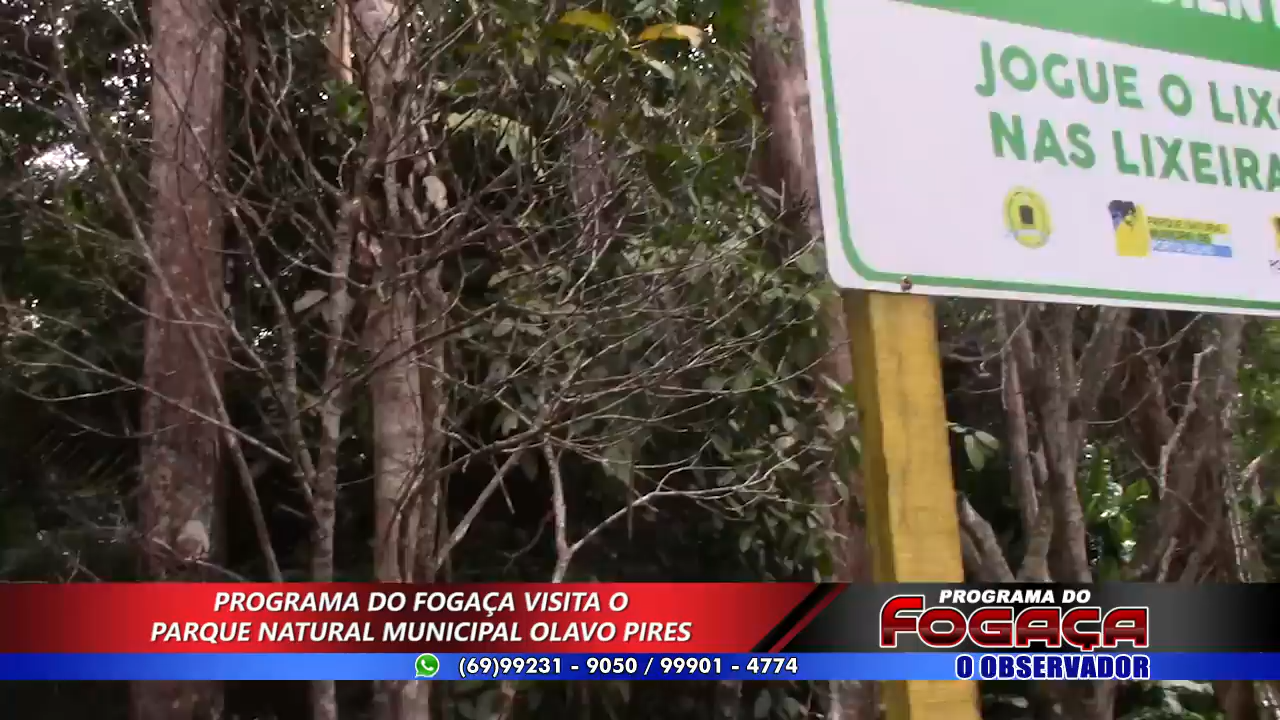 JOGUE O LIX
NAS LIXEIRA
PROGRAMA DO FOGAÇA VISITA O
PARQUE NATURAL MUNICIPAL OLAVO PIRES
PROGRAMA DO
FOGAÇA
O OBSERVADOR
(69)99231 - 9050 / 99901 - 4774